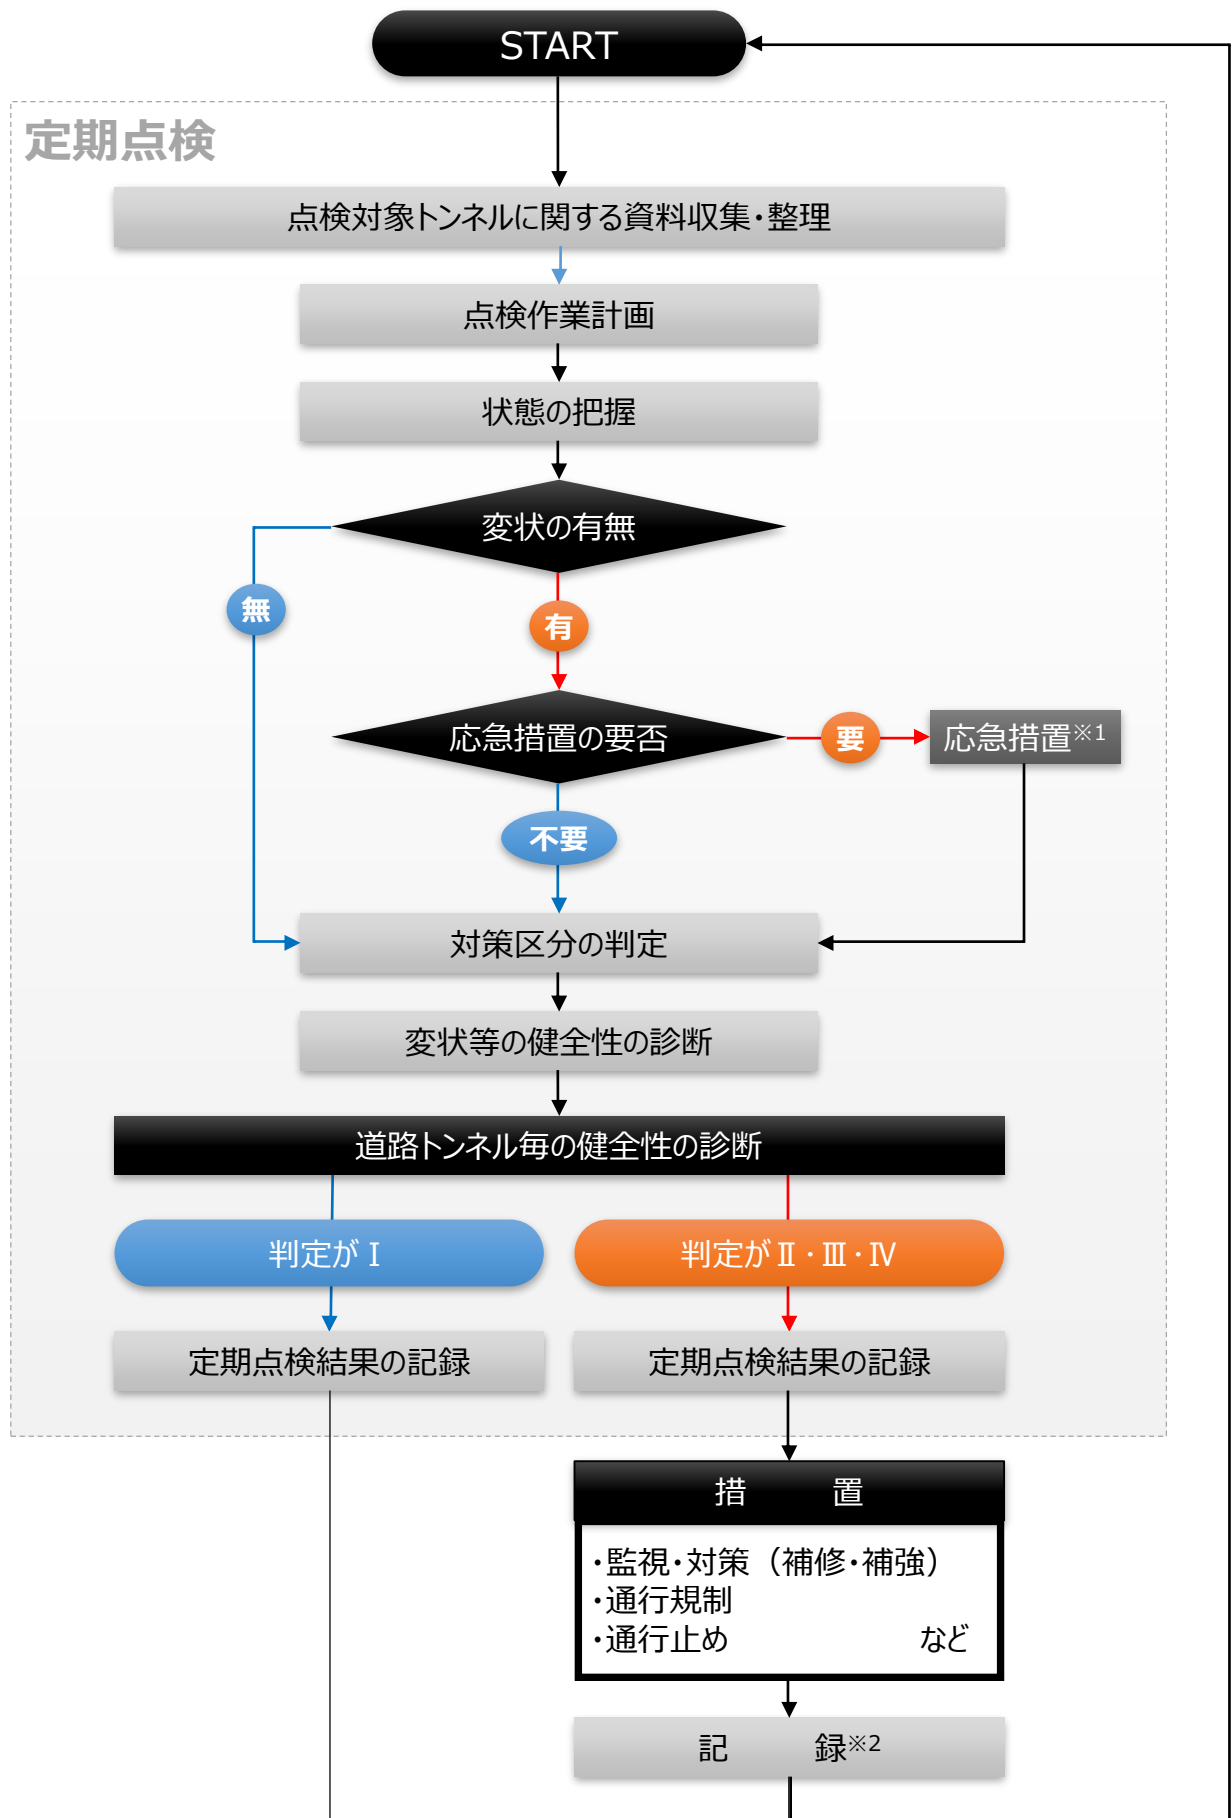 START
定期点検
点検対象トンネルに関する資料収集・整理
点検作業計画
状態の把握
変状の有無
無
有
応急措置の要否
要
応急措置※1
不要
対策区分の判定
変状等の健全性の診断
道路トンネル毎の健全性の診断
判定がⅠ
判定がⅡ・Ⅲ・Ⅳ
定期点検結果の記録
定期点検結果の記録
措　　置
・監視・対策（補修・補強）
・通行規制
・通行止め　　　　　　など
記　　録※2